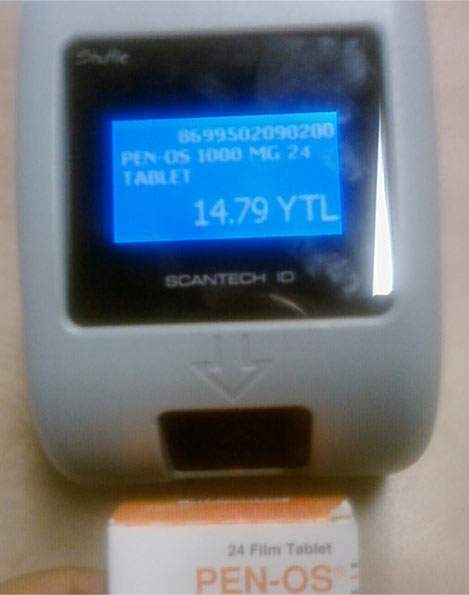 Shuttle
8699502090200
PEN-OS 1000 MG 24
TABLET
14.79 YTL
SCANTECH ID
24 Film Tablet
PEN-OS®